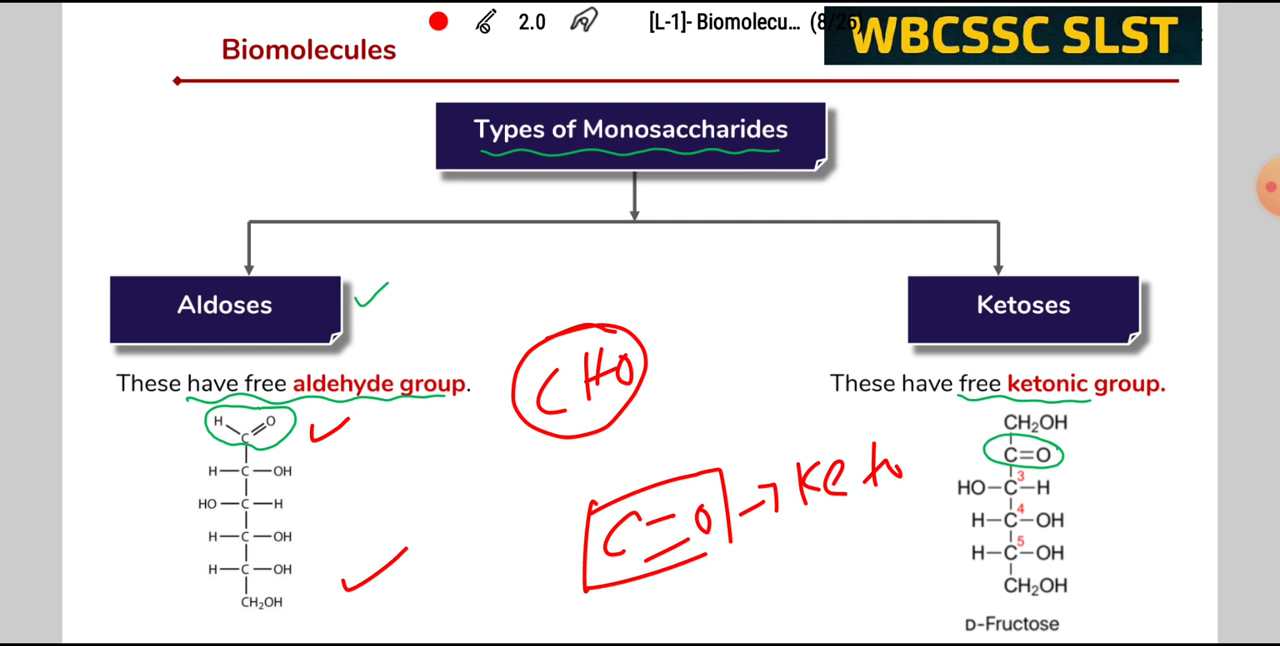 2.0 [L-1]- Biomolecu... (8/26)
WBCSSC SLST
Biomolecules
Types of Monosaccharides
Aldoses
Ketoses
These have free aldehyde group.
These have free ketonic group.
CHO
C=O → Keto
H O
C
H—C—OH
HO—C—H
H—C—OH
H—C—OH
CH₂OH
CH₂OH
C=O
3
HO—C—H
4
H—C—OH
5
H—C—OH
CH₂OH
D-Fructose